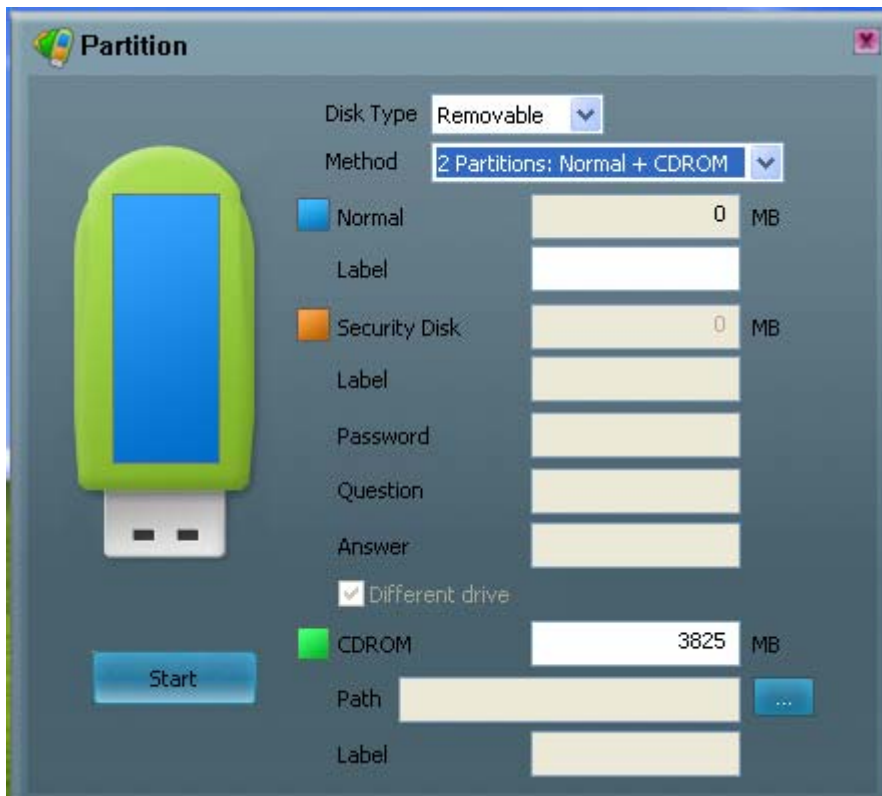 Partition
Disk Type Removable
Method 2 Partitions: Normal + CDROM
Normal 0 MB
Label
Security Disk 0 MB
Label
Password
Question
Answer
Different drive
CDROM 3825 MB
Start
Path ...
Label